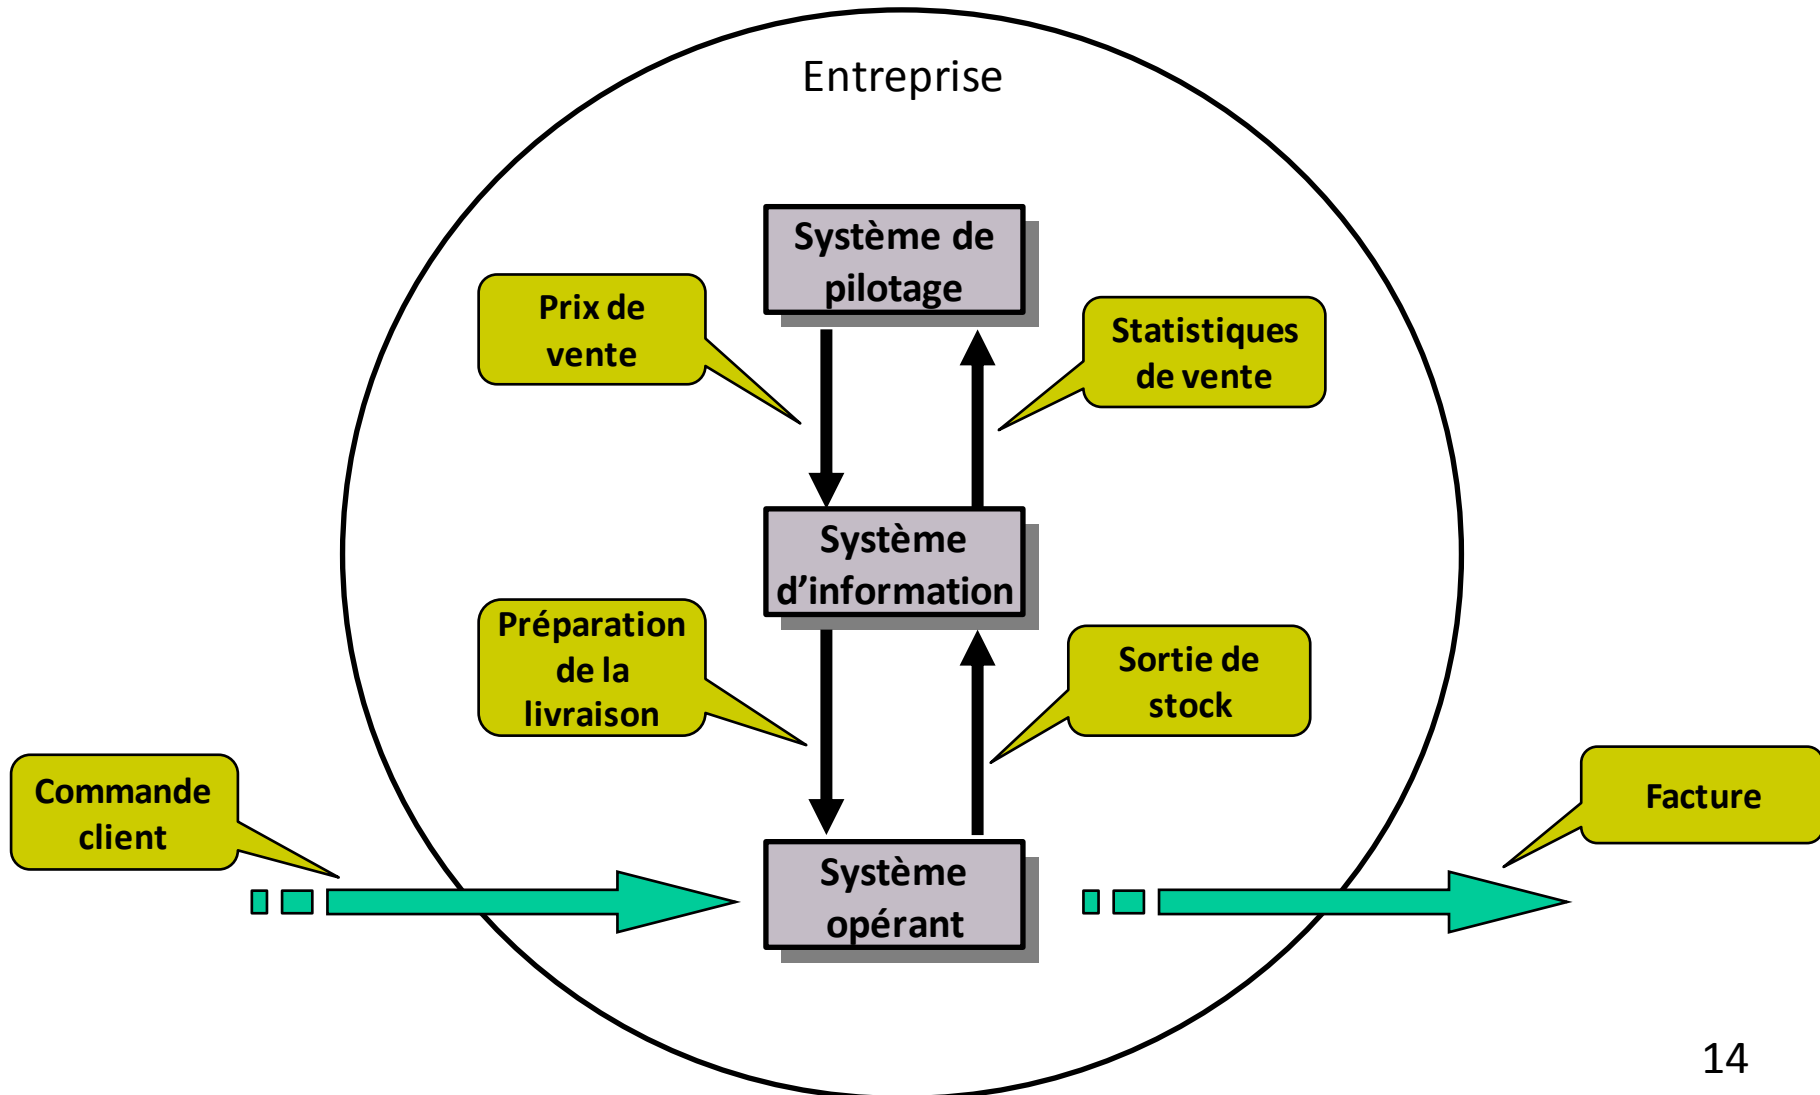 Entreprise
Système de
pilotage
Prix de
vente
Statistiques
de vente
Système
d’information
Préparation
de la
livraison
Sortie de
stock
Commande
client
Facture
Système
opérant
14